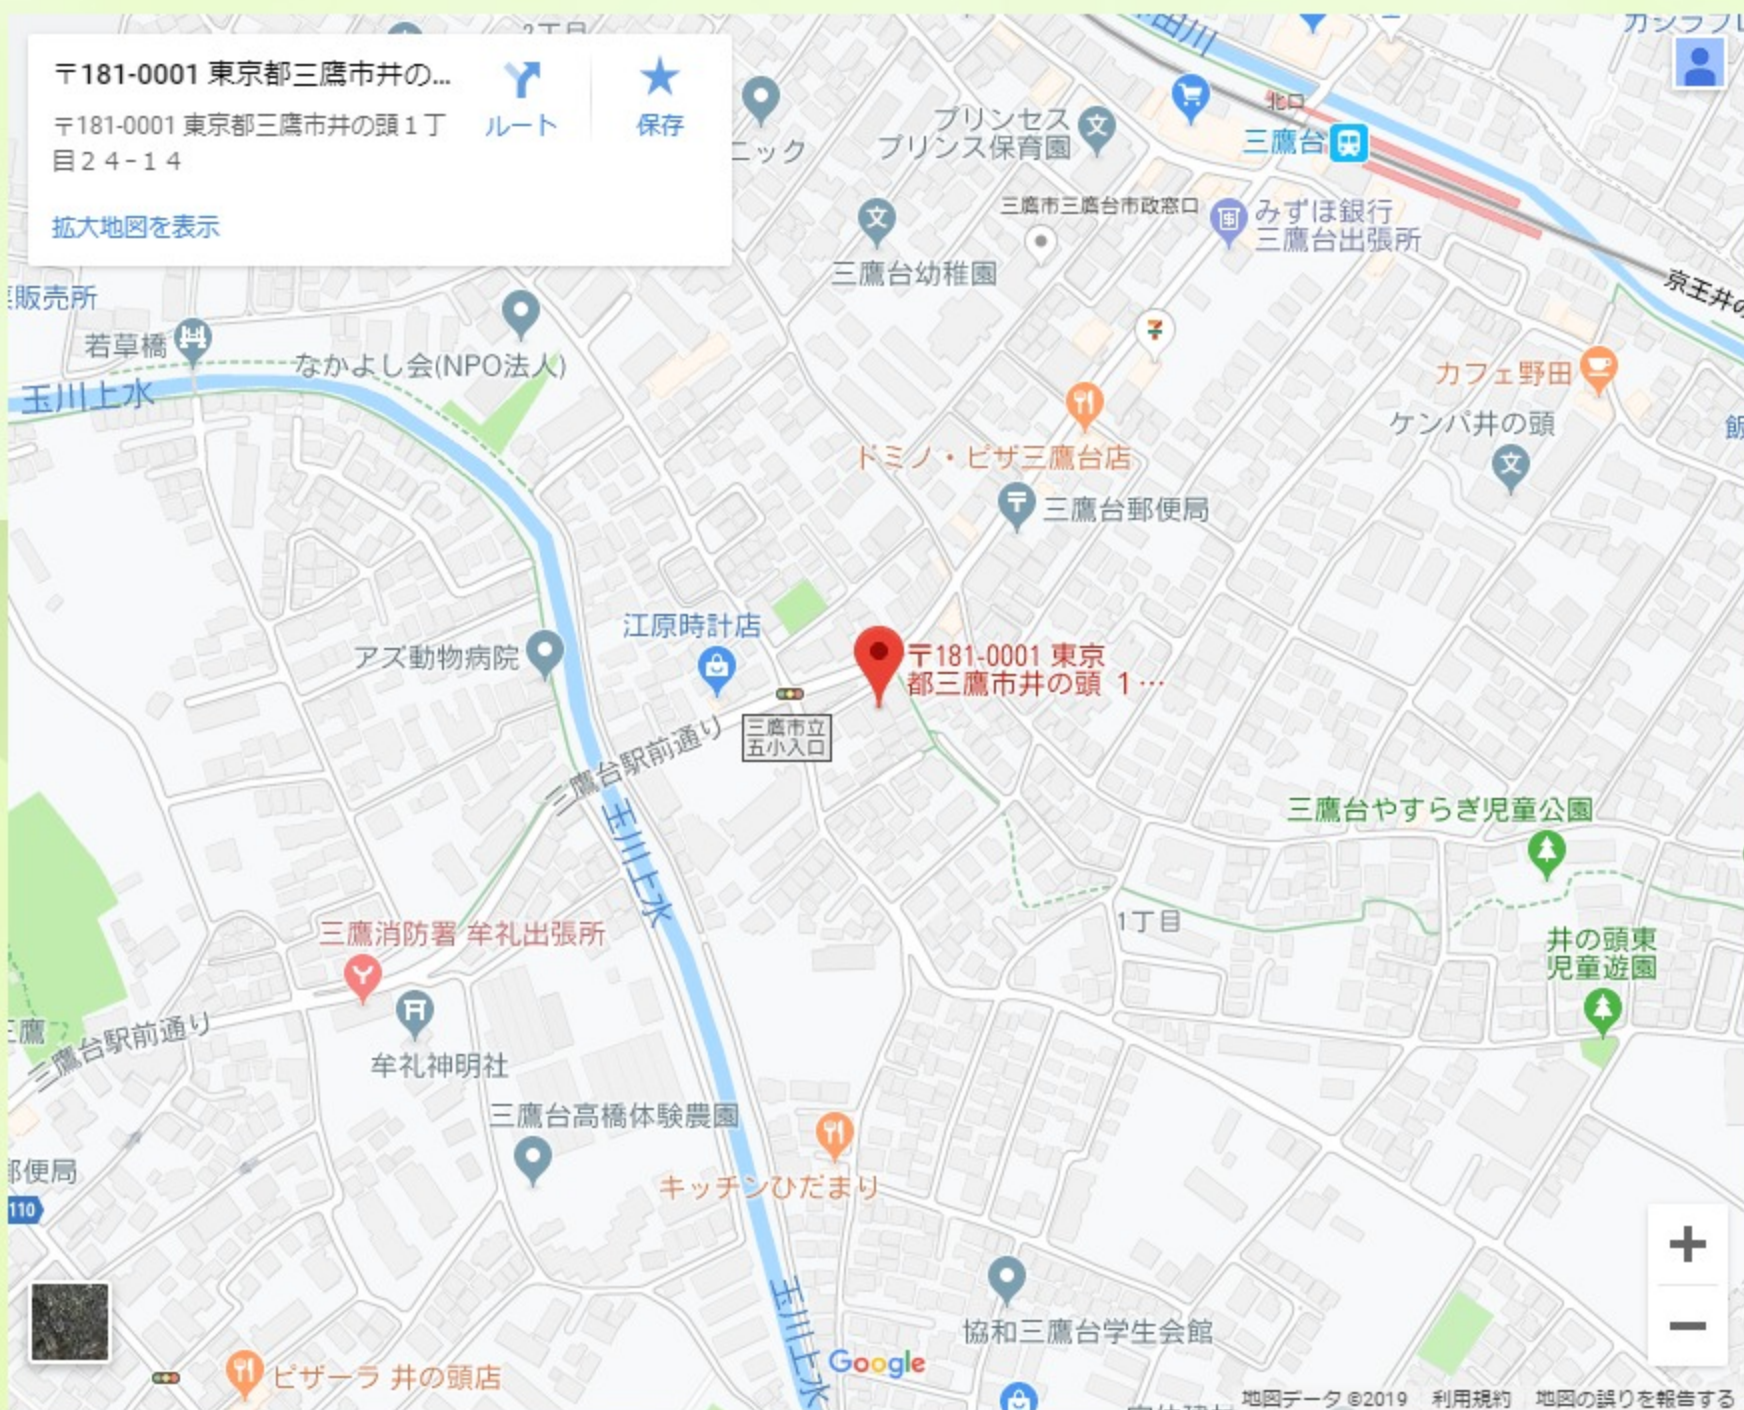 2丁目
〒181-0001 東京都三鷹市井の...
〒181-0001 東京都三鷹市井の頭１丁
目２４−１４
ルート
保存
拡大地図を表示
北口
三鷹台
ニック
プリンセス
プリンス保育園
三鷹市三鷹台市政窓口
みずほ銀行
三鷹台出張所
三鷹台幼稚園
京王井の
販売所
若草橋
なかよし会(NPO法人)
玉川上水
カフェ野田
ケンパ井の頭
飯
ドミノ・ピザ三鷹台店
三鷹台郵便局
江原時計店
アズ動物病院
〒181-0001 東京
都三鷹市井の頭 １…
三鷹市立
五小入口
三鷹台駅前通り
三鷹台やすらぎ児童公園
玉川上水
1丁目
三鷹消防署 牟礼出張所
井の頭東
児童遊園
三鷹
三鷹台駅前通り
牟礼神明社
三鷹台高橋体験農園
郵便局
キッチンひだまり
110
協和三鷹台学生会館
玉川上水
Google
ピザーラ 井の頭店
地図データ ©2019 利用規約 地図の誤りを報告する